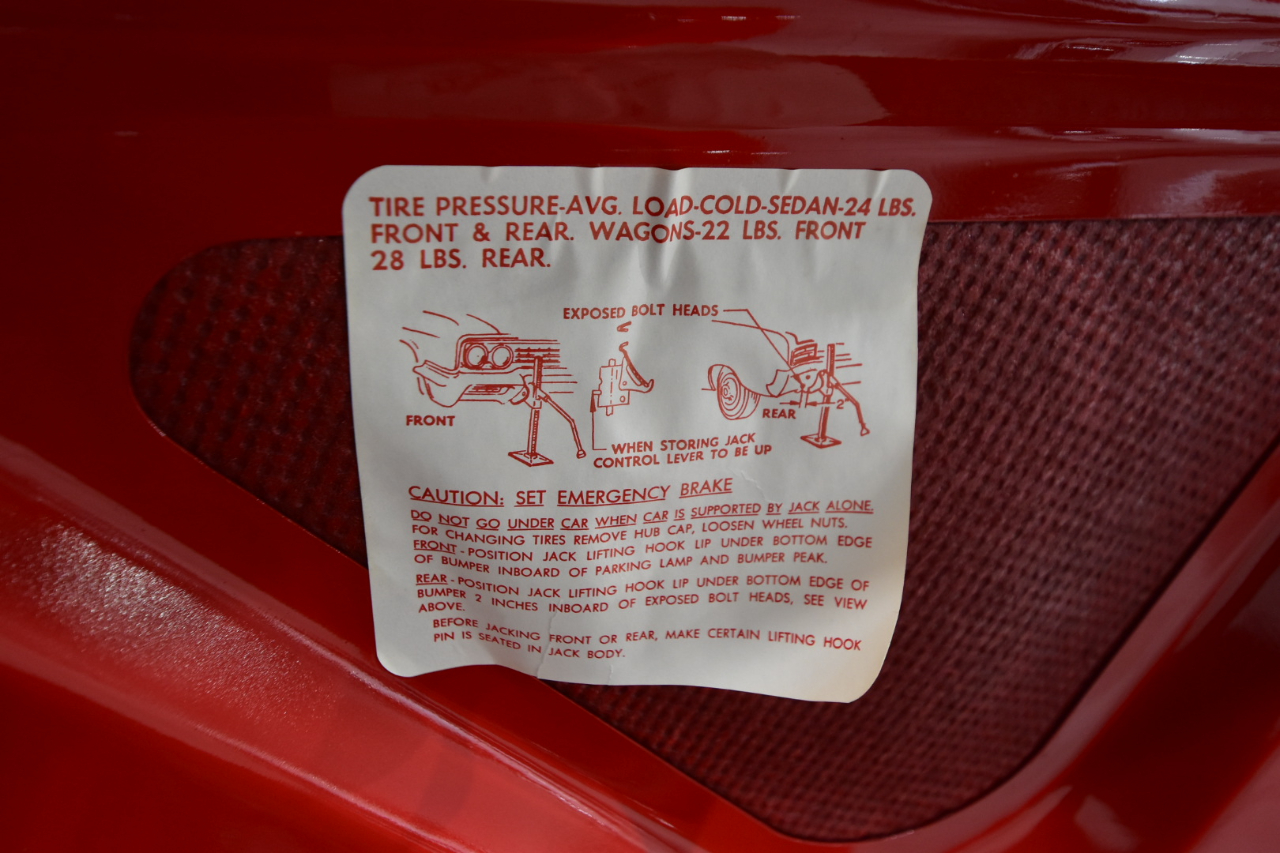 TIRE PRESSURE-AVG. LOAD-COLD-SEDAN-24 LBS.
FRONT & REAR. WAGONS-22 LBS. FRONT
28 LBS. REAR.
EXPOSED BOLT HEADS
FRONT
REAR
2"
WHEN STORING JACK
CONTROL LEVER TO BE UP
CAUTION: SET EMERGENCY BRAKE
DO NOT GO UNDER CAR WHEN CAR IS SUPPORTED BY JACK ALONE.
FOR CHANGING TIRES REMOVE HUB CAP, LOOSEN WHEEL NUTS.
FRONT - POSITION JACK LIFTING HOOK LIP UNDER BOTTOM EDGE
OF BUMPER INBOARD OF PARKING LAMP AND BUMPER PEAK.
REAR - POSITION JACK LIFTING HOOK LIP UNDER BOTTOM EDGE OF
BUMPER 2 INCHES INBOARD OF EXPOSED BOLT HEADS, SEE VIEW
ABOVE.
BEFORE JACKING FRONT OR REAR, MAKE CERTAIN LIFTING HOOK
PIN IS SEATED IN JACK BODY.